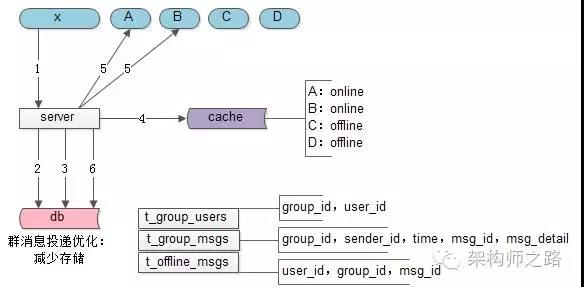 x
A
B
C
D
1
5
5
server
4
cache
A：online
B：online
C：offline
D：offline
2
3
6
db
群消息投递优化：
减少存储
t_group_users
group_id，user_id
t_group_msgs
group_id，sender_id，time，msg_id，msg_detail
t_offline_msgs
user_id，group_id，msg_id
架构师之路